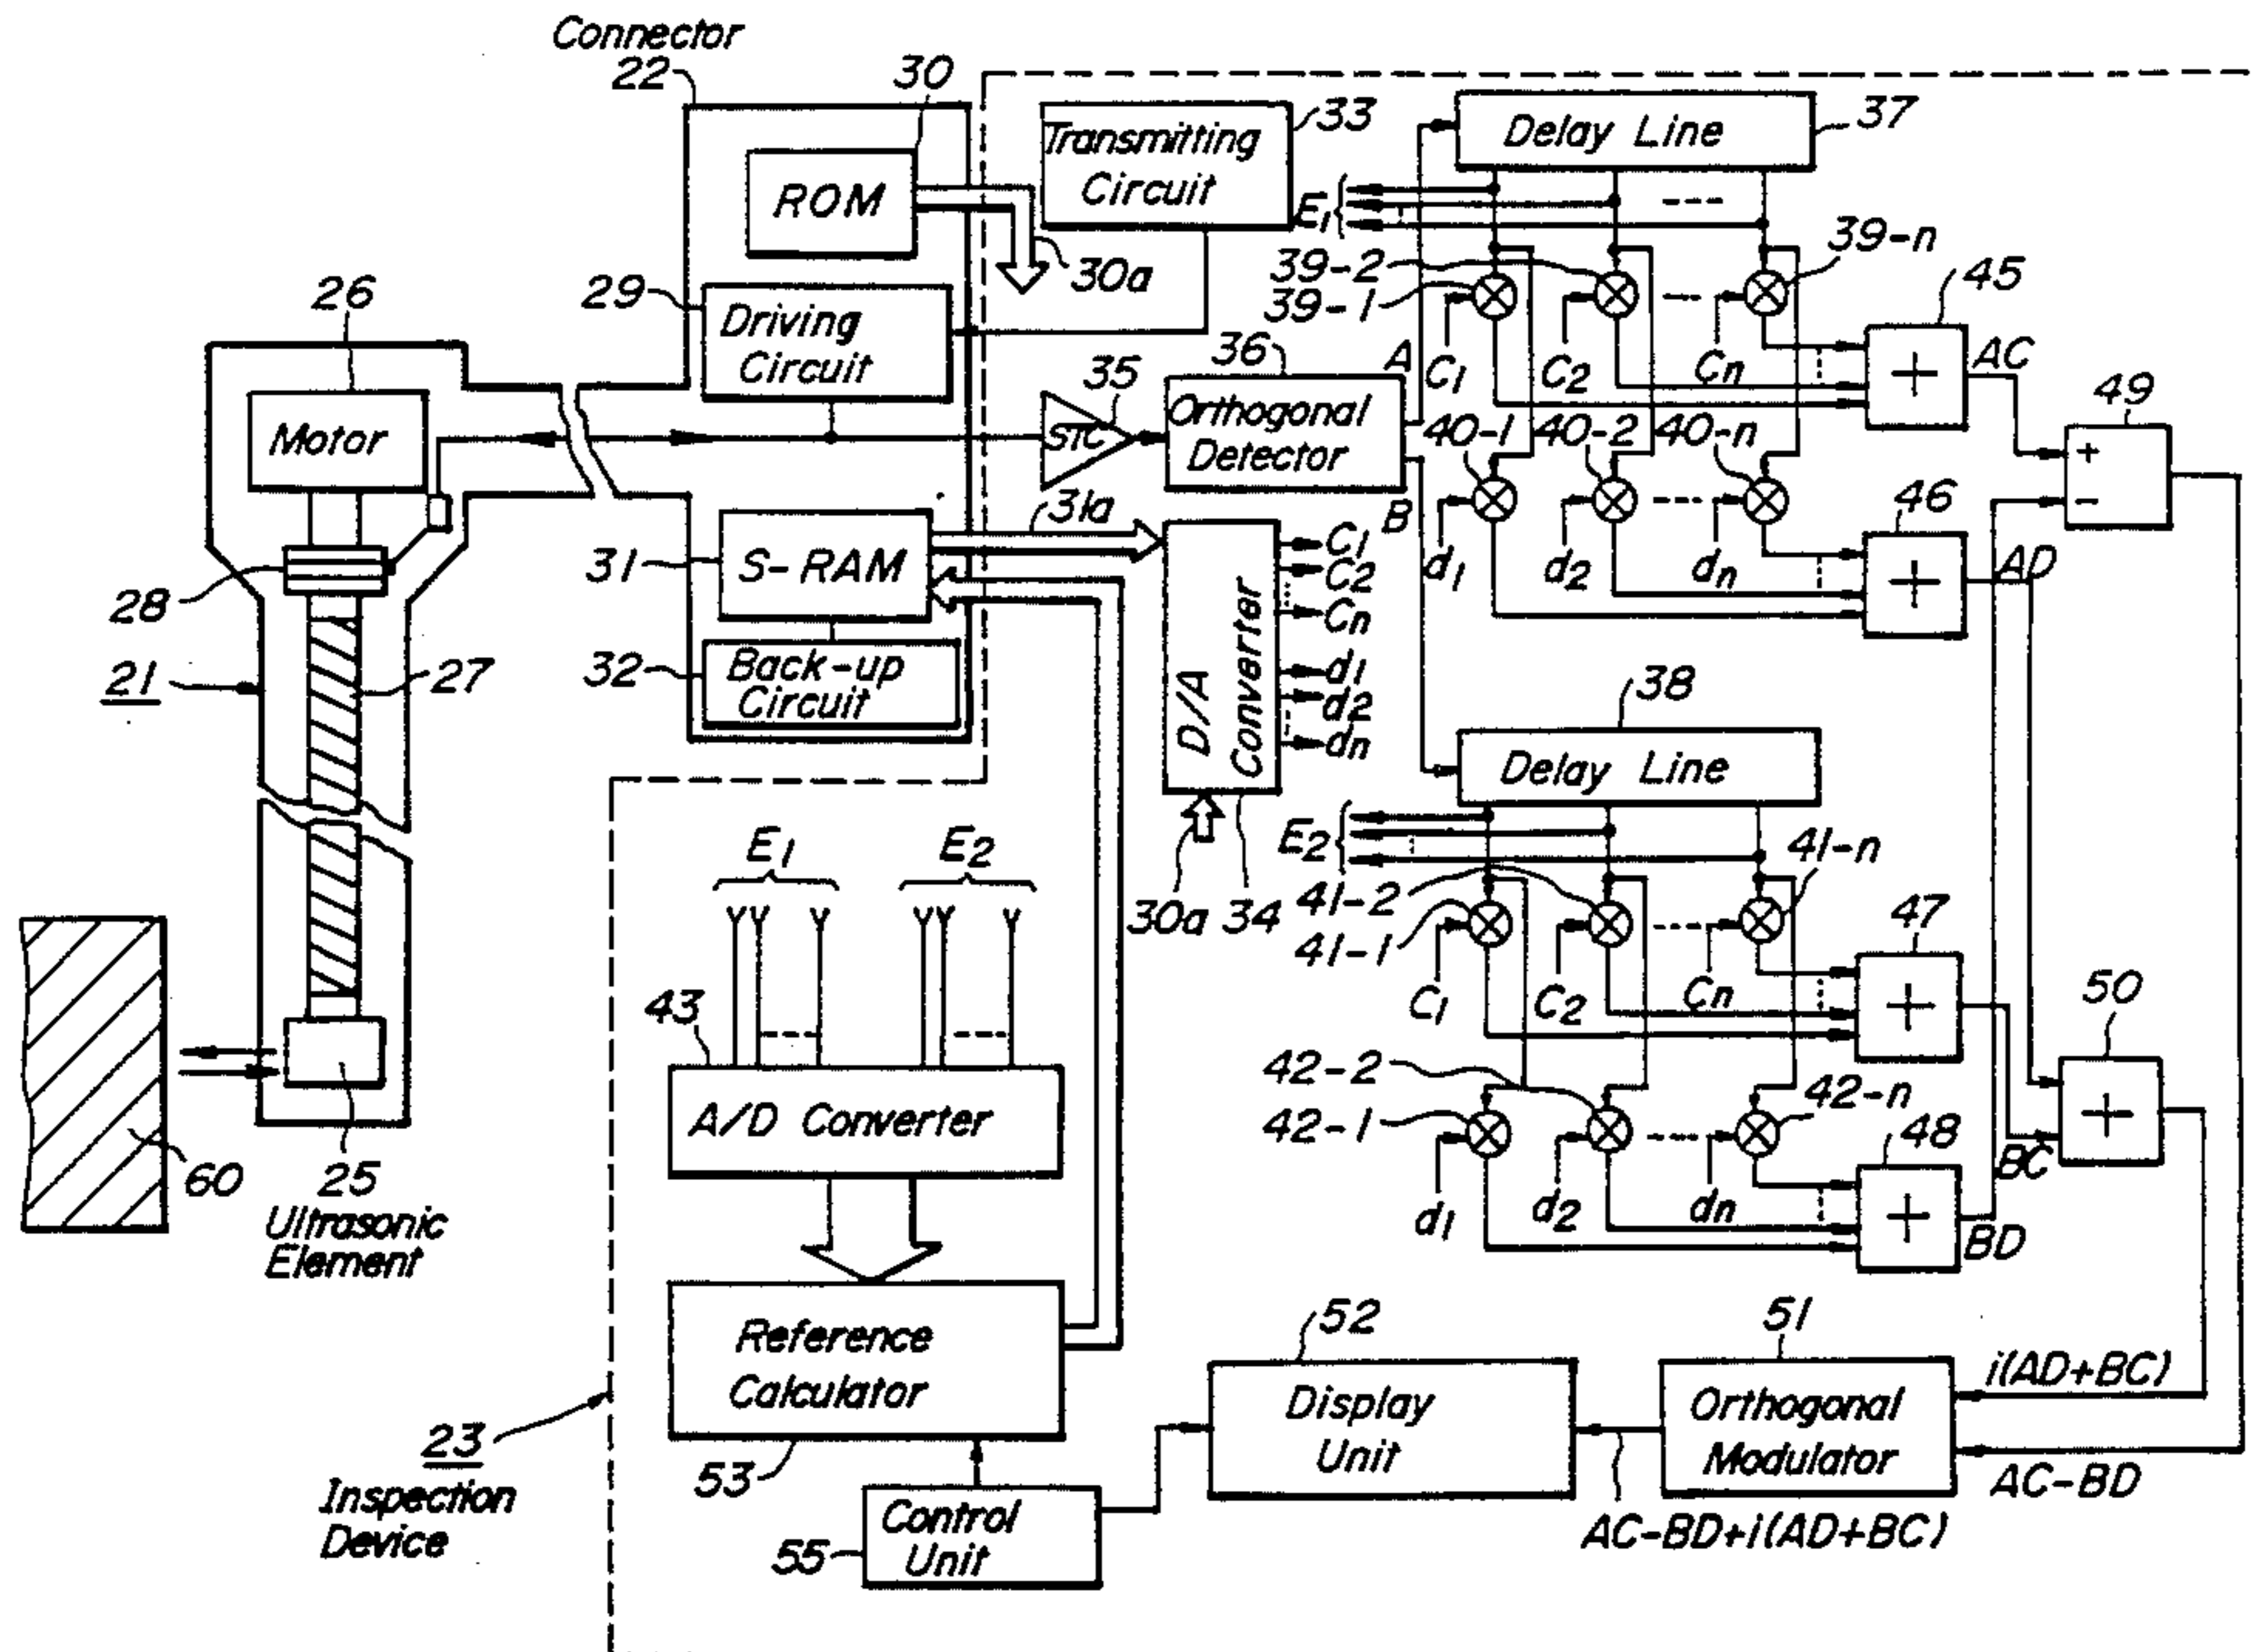 Connector
22
30
ROM
30a
Transmitting
Circuit
33
Delay Line
37
E1
39-2
39-1
39-n
C1
C2
Cn
45
+
AC
26
Motor
29
Driving
Circuit
35
STC
36
Orthogonal
Detector
A
B
40-1
40-2
40-n
d1
d2
dn
46
+
AD
49
+
-
28
21
27
31
S-RAM
31a
32
Back-up
Circuit
D/A
Converter
C1
C2
Cn
d1
d2
dn
30a
34
38
Delay Line
E2
41-2
41-1
41-n
C1
C2
Cn
47
+
BC
50
+
42-2
42-1
42-n
d1
d2
dn
48
+
BD
E1
E2
43
A/D Converter
60
25
Ultrasonic
Element
Reference
Calculator
53
23
Inspection
Device
Control
Unit
55
52
Display
Unit
51
Orthogonal
Modulator
i(AD+BC)
AC-BD
AC-BD+i(AD+BC)